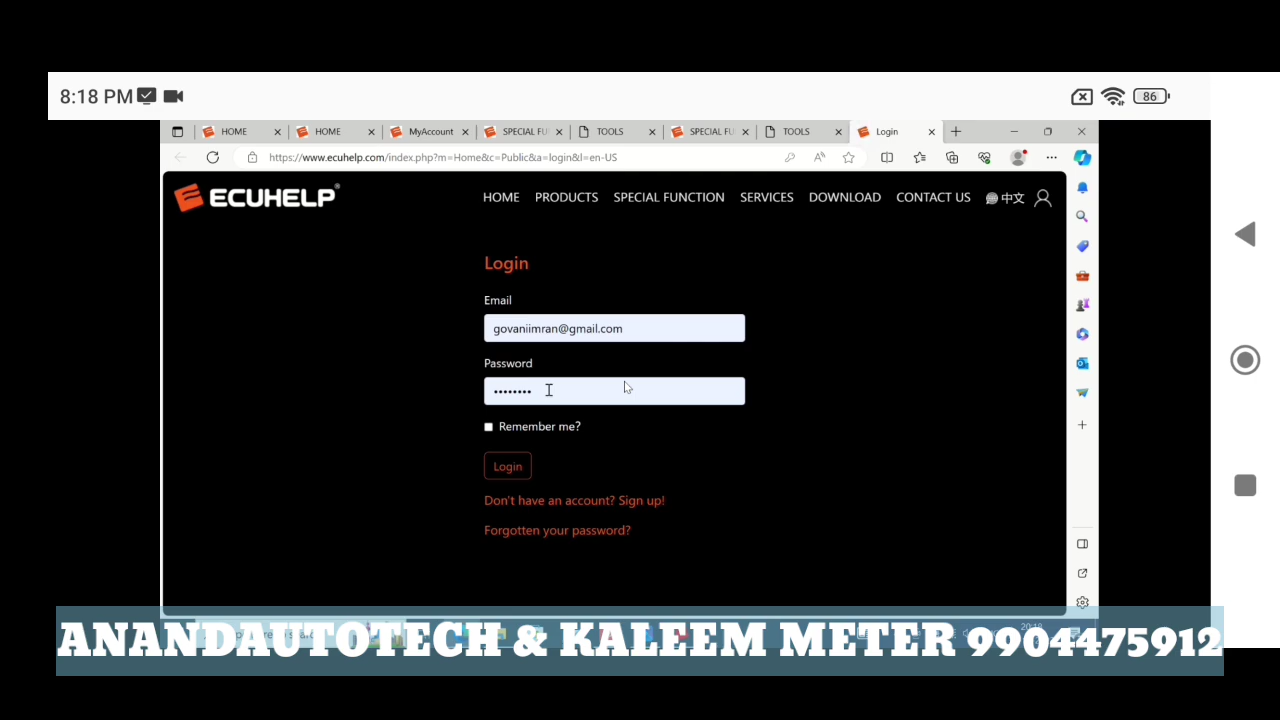 8:18 PM
86
HOME
HOME
MyAccount
SPECIAL FU
TOOLS
SPECIAL FU
TOOLS
Login
https://www.ecuhelp.com/index.php?m=Home&c=Public&a=login&l=en-US
ECUHELP®
HOME PRODUCTS SPECIAL FUNCTION SERVICES DOWNLOAD CONTACT US 中文
Login
Email
govaniimran@gmail.com
Password
Remember me?
Login
Don't have an account? Sign up!
Forgotten your password?
ANANDAUTOTECH & KALEEM METER 9904475912